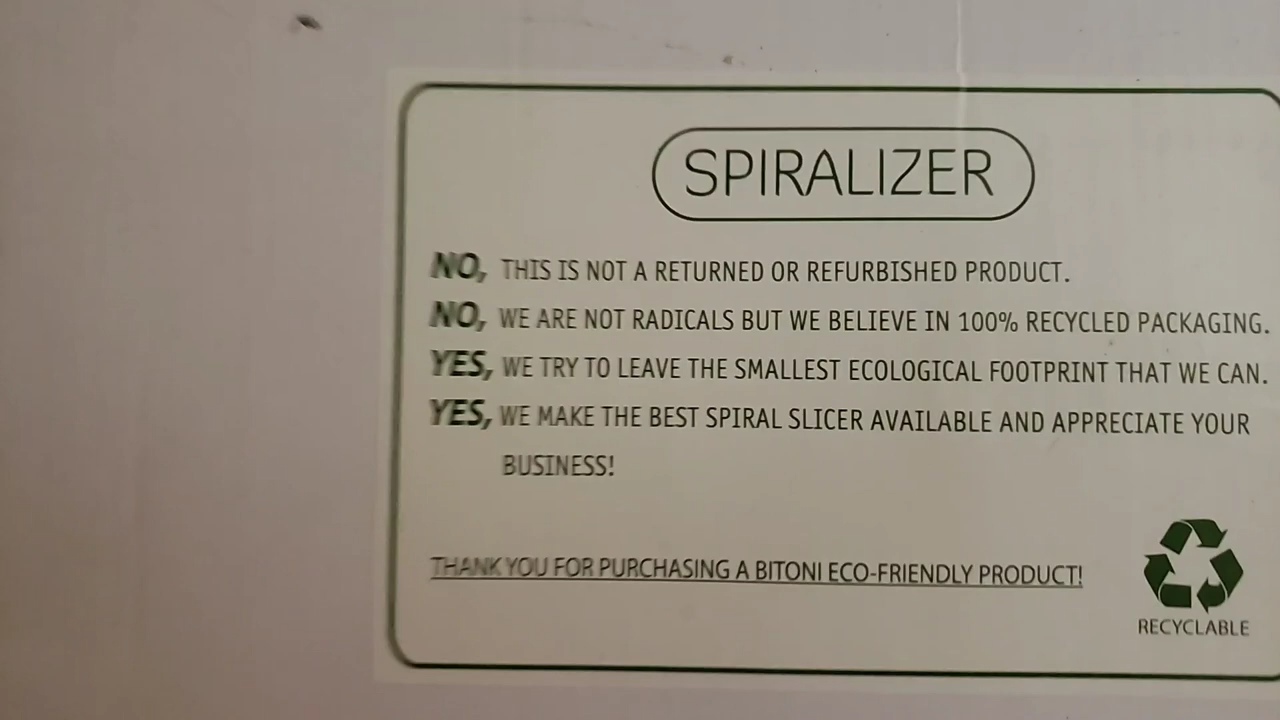 SPIRALIZER
NO, THIS IS NOT A RETURNED OR REFURBISHED PRODUCT.
NO, WE ARE NOT RADICALS BUT WE BELIEVE IN 100% RECYCLED PACKAGING.
YES, WE TRY TO LEAVE THE SMALLEST ECOLOGICAL FOOTPRINT THAT WE CAN.
YES, WE MAKE THE BEST SPIRAL SLICER AVAILABLE AND APPRECIATE YOUR
BUSINESS!
THANK YOU FOR PURCHASING A BITONI ECO-FRIENDLY PRODUCT!
RECYCLABLE